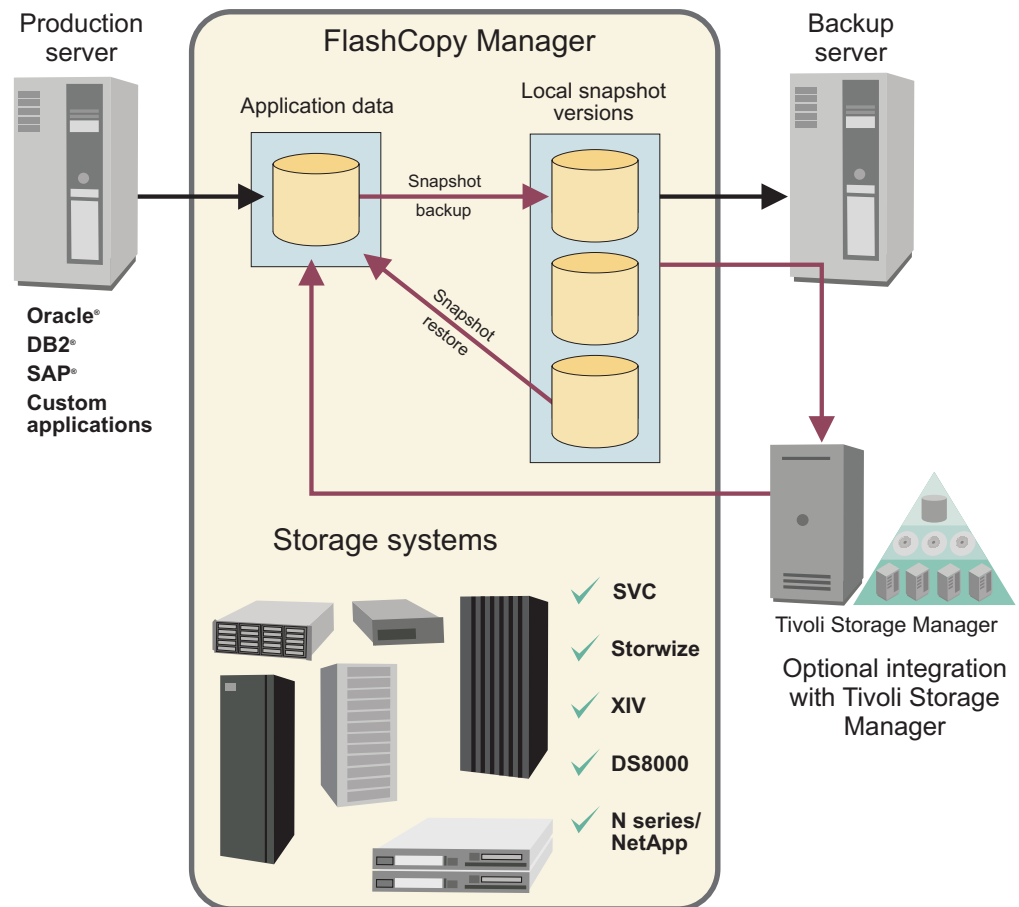 Production
server
FlashCopy Manager
Backup
server
Application data
Local snapshot
versions
Snapshot
backup
Snapshot
restore
Oracle®
DB2®
SAP®
Custom
applications
Storage systems
SVC
Storwize
XIV
DS8000
N series/
NetApp
Tivoli Storage Manager
Optional integration
with Tivoli Storage
Manager